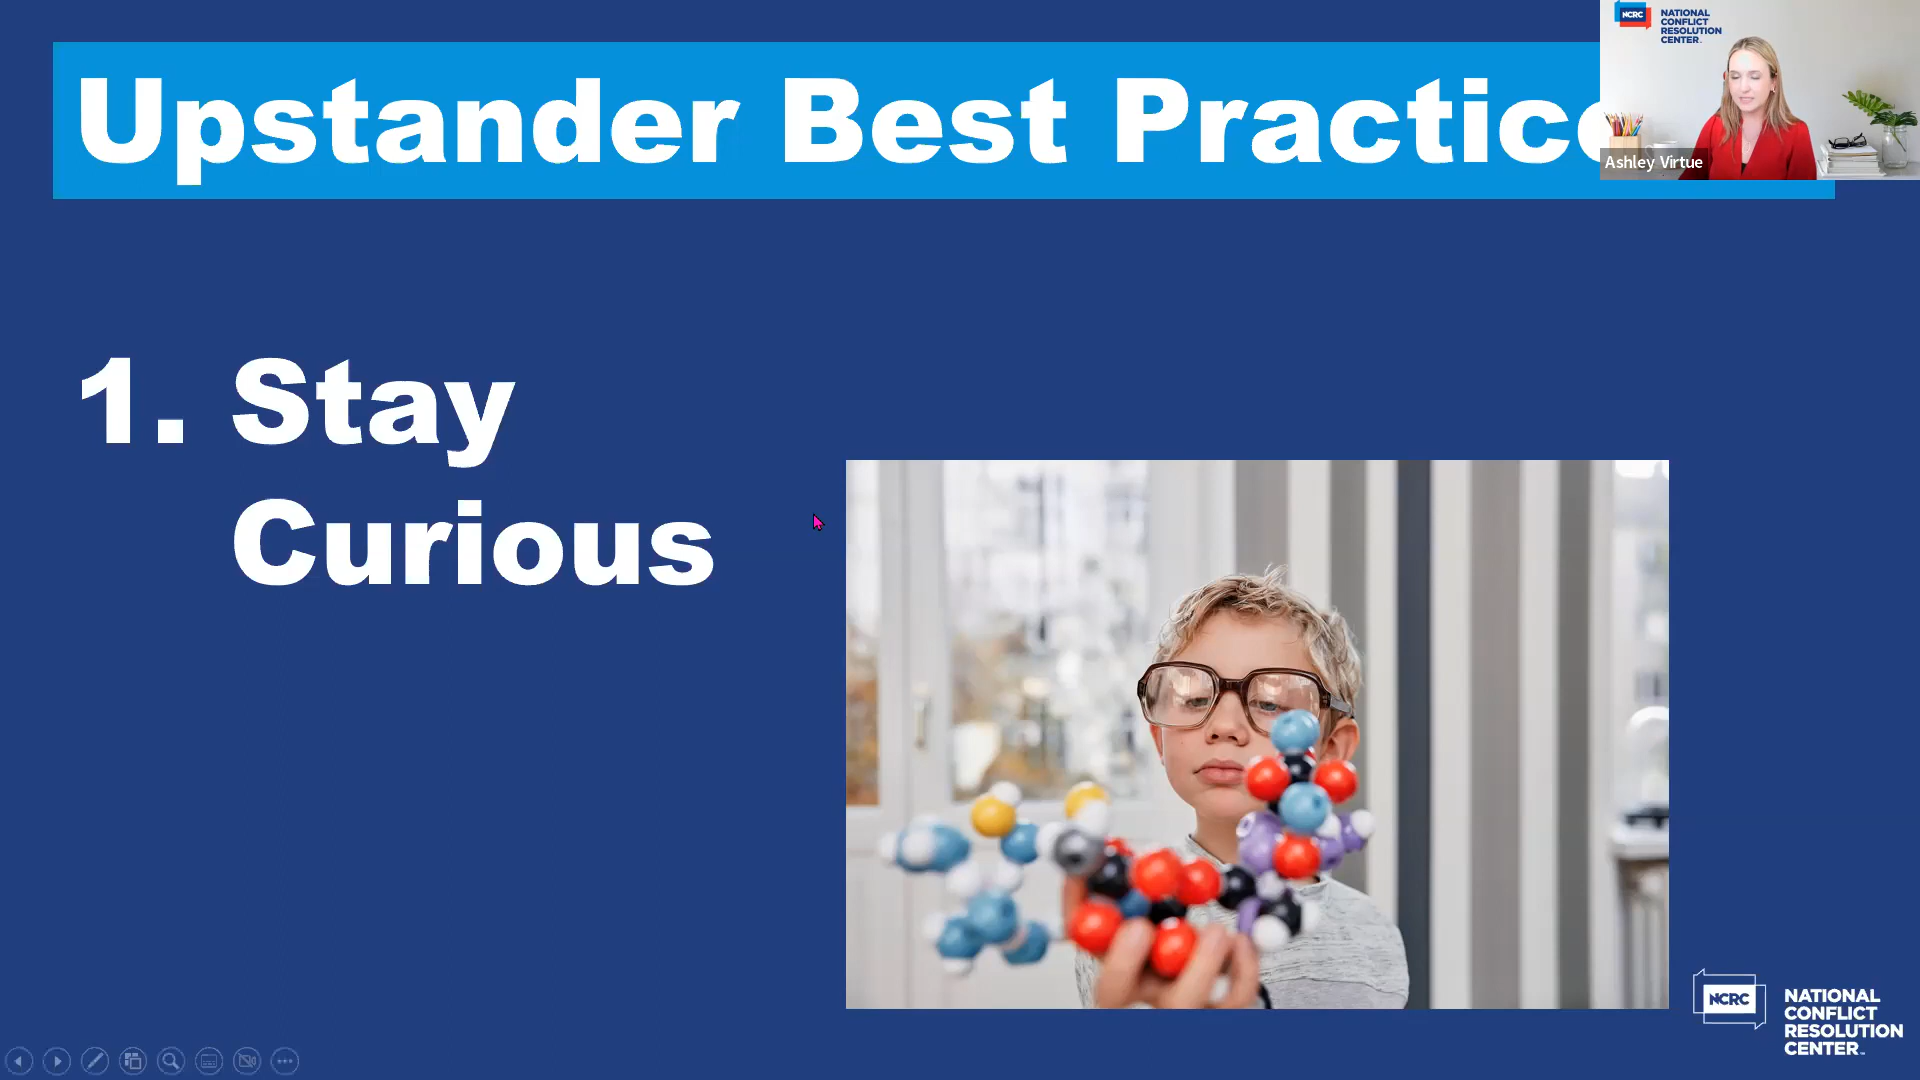 Upstander Best Practice
NCRC
NATIONAL
CONFLICT
RESOLUTION
CENTER
Ashley Virtue
1. Stay
Curious
NCRC
NATIONAL
CONFLICT
RESOLUTION
CENTER